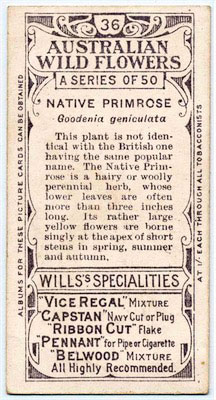 36
AUSTRALIAN
WILD FLOWERS
A SERIES OF 50
NATIVE PRIMROSE
Goodenia geniculata
This plant is not iden-
tical with the British one
having the same popular
name. The Native Prim-
rose is a hairy or woolly
perennial herb, whose
lower leaves are often
more than three inches
long. Its rather large
yellow flowers are borne
singly at the apex of short
stems in spring, summer
and autumn.
WILLS'S SPECIALITIES
"VICE REGAL" MIXTURE
"CAPSTAN" NAVY CUT or PLUG
"RIBBON CUT" Flake
"PENNANT" for Pipe or Cigarette
"BELWOOD" MIXTURE
All Highly Recommended.
ALBUMS FOR THESE PICTURE CARDS CAN BE OBTAINED
AT 1/- EACH THROUGH ALL TOBACCONISTS